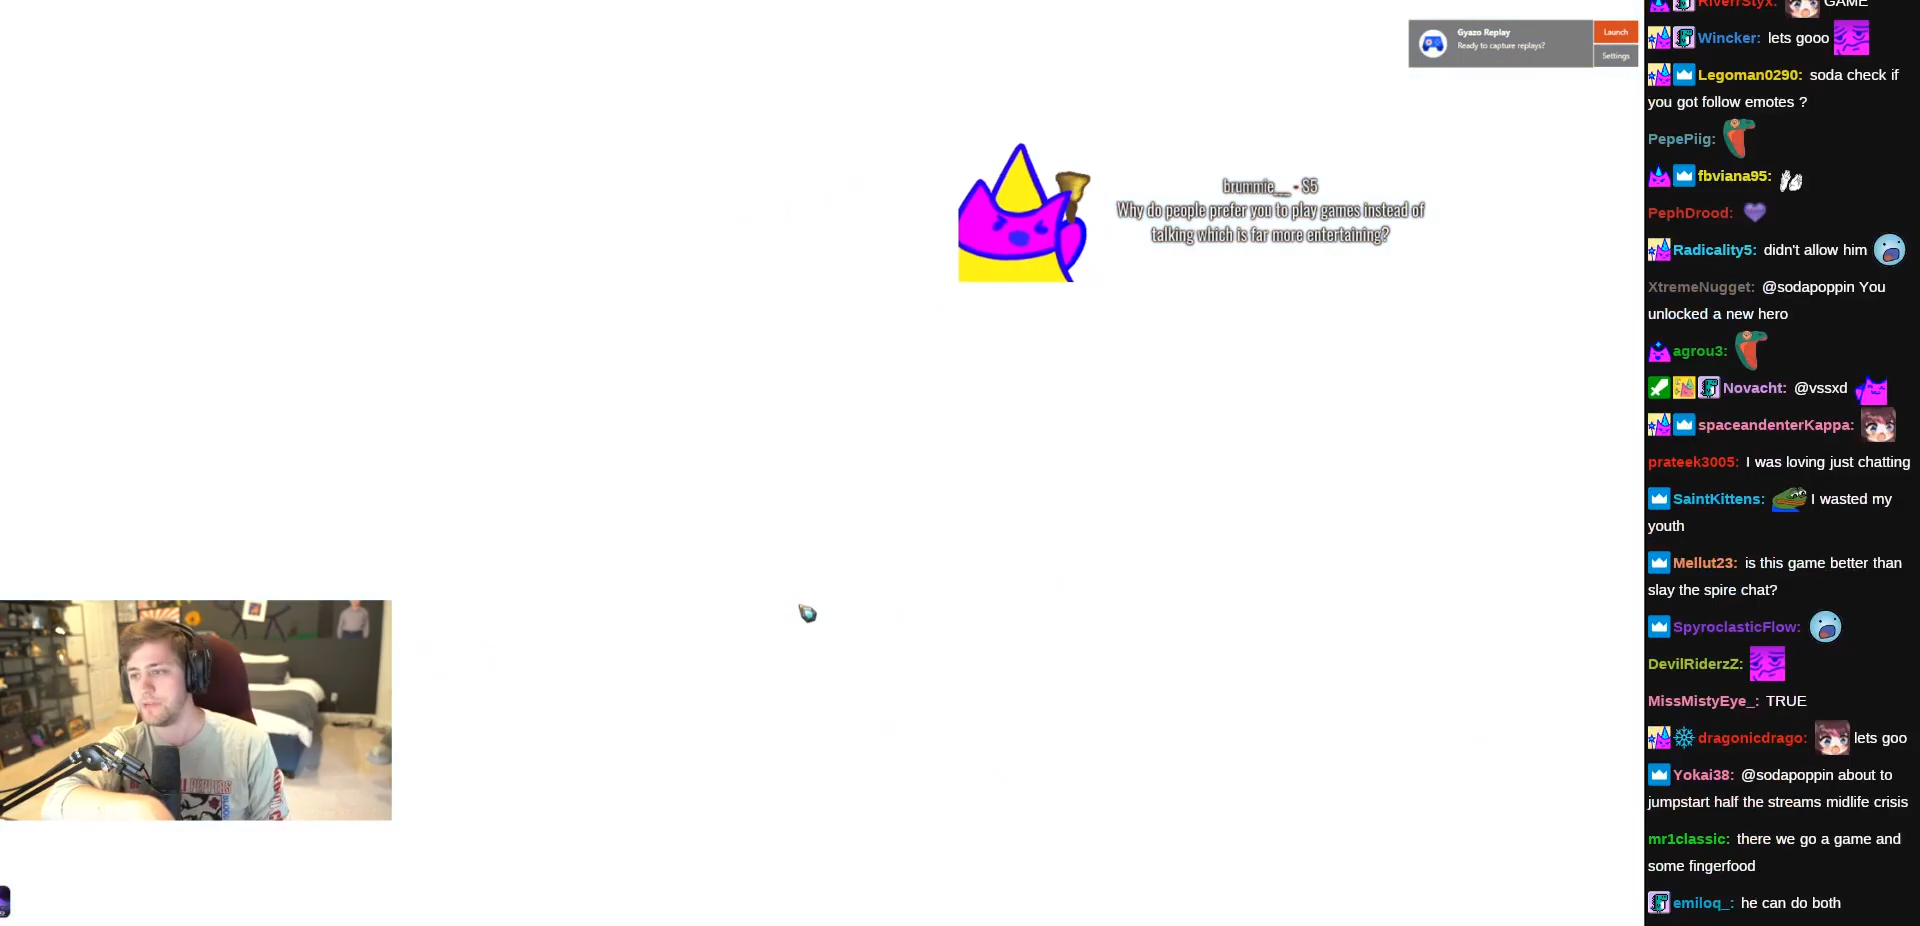 Gyazo Replay
Ready to capture replays?
Launch
Settings
brummie__ - $5
Why do people prefer you to play games instead of
talking which is far more entertaining?
RiverrStyx: GAME
Wincker: lets gooo
Legoman0290: soda check if
you got follow emotes ?
PepePiig:
fbviana95:
PephDrood:
Radicality5: didn't allow him
XtremeNugget: @sodapoppin You
unlocked a new hero
agrou3:
Novacht: @vssxd
spaceandenterKappa:
prateek3005: I was loving just chatting
SaintKittens: I wasted my
youth
Mellut23: is this game better than
slay the spire chat?
SpyroclasticFlow:
DevilRiderzZ:
MissMistyEye_: TRUE
dragonicdrago: lets goo
Yokai38: @sodapoppin about to
jumpstart half the streams midlife crisis
mr1classic: there we go a game and
some fingerfood
emiloq_: he can do both